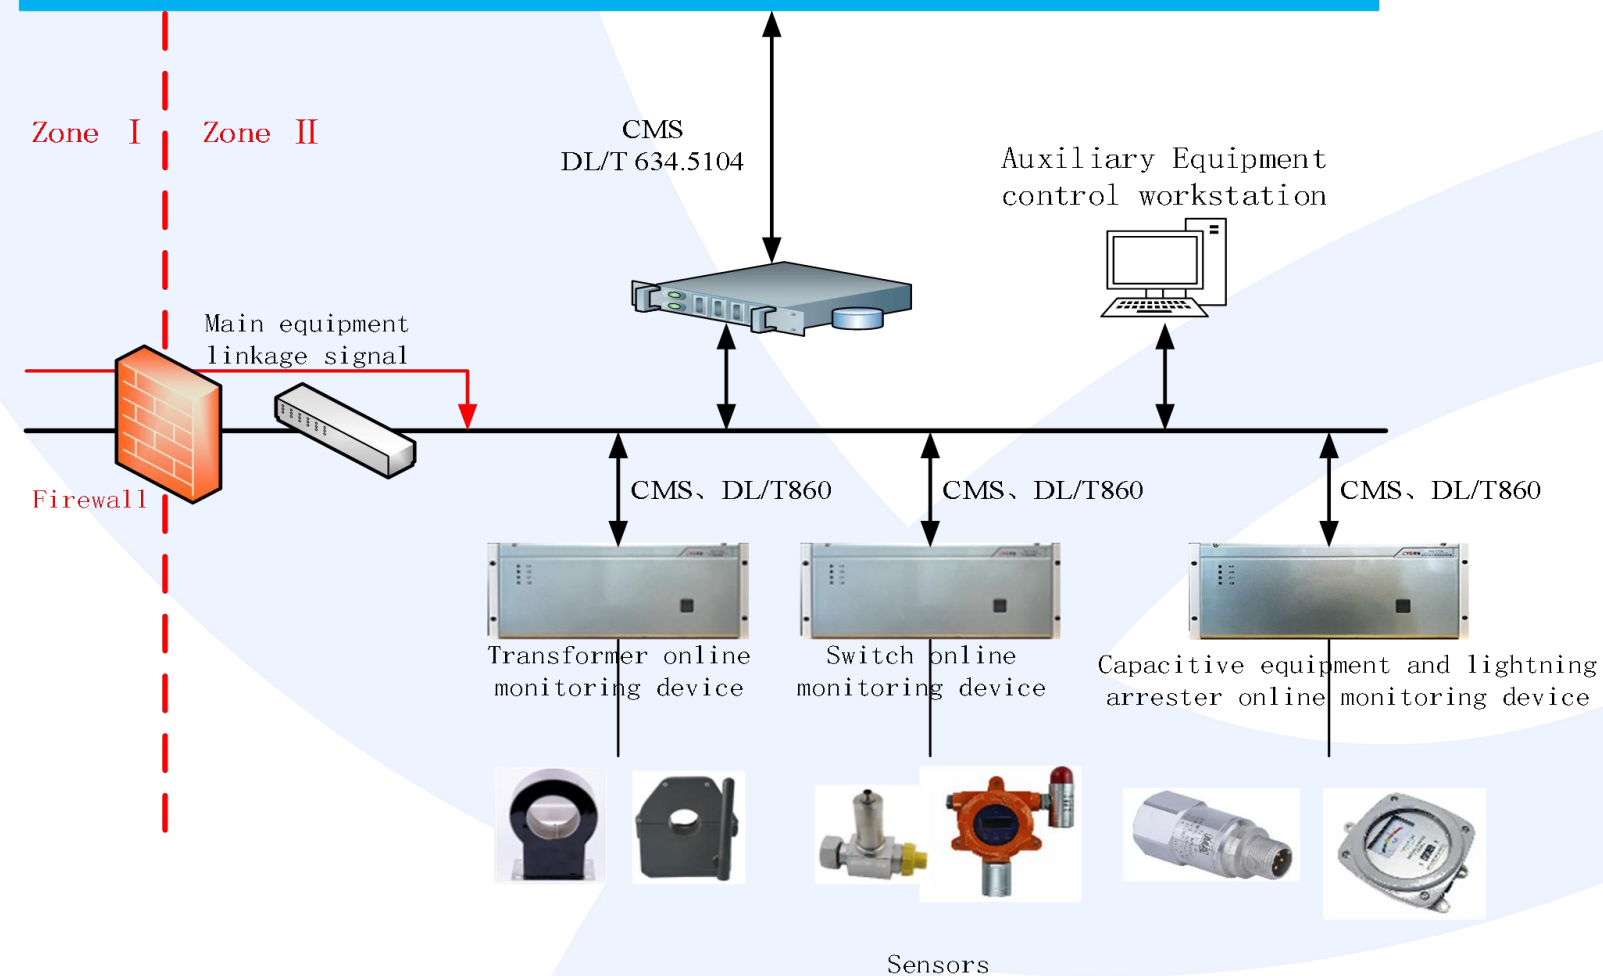 Zone Ⅰ
Zone Ⅱ
CMS
DL/T 634.5104
Auxiliary Equipment
control workstation
Main equipment
linkage signal
Firewall
CMS、DL/T860
CMS、DL/T860
CMS、DL/T860
Transformer online
monitoring device
Switch online
monitoring device
Capacitive equipment and lightning
arrester online monitoring device
Sensors